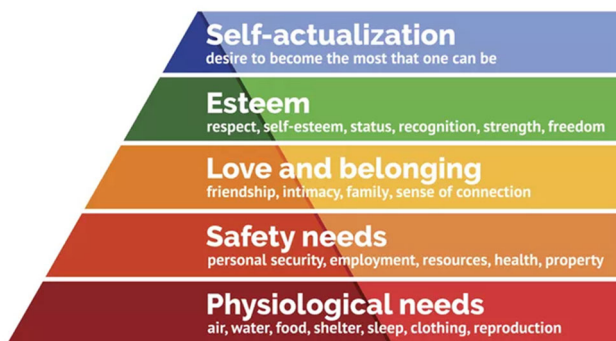 Self-actualization
desire to become the most that one can be
Esteem
respect, self-esteem, status, recognition, strength, freedom
Love and belonging
friendship, intimacy, family, sense of connection
Safety needs
personal security, employment, resources, health, property
Physiological needs
air, water, food, shelter, sleep, clothing, reproduction